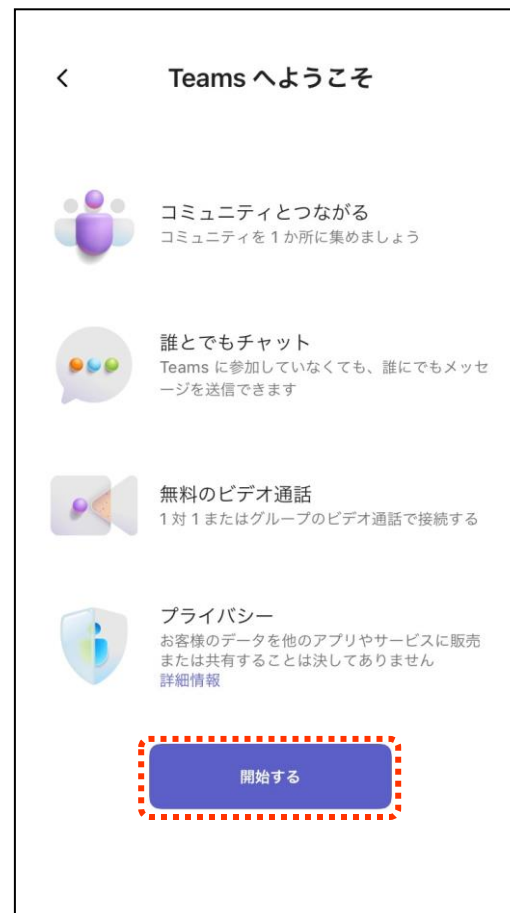 Teams へようこそ
コミュニティとつながる
コミュニティを 1 か所に集めましょう
誰とでもチャット
Teams に参加していなくても、誰にでもメッセ
ージを送信できます
無料のビデオ通話
1 対 1 またはグループのビデオ通話で接続する
プライバシー
お客様のデータを他のアプリやサービスに販売
または共有することは決してありません
詳細情報
開始する